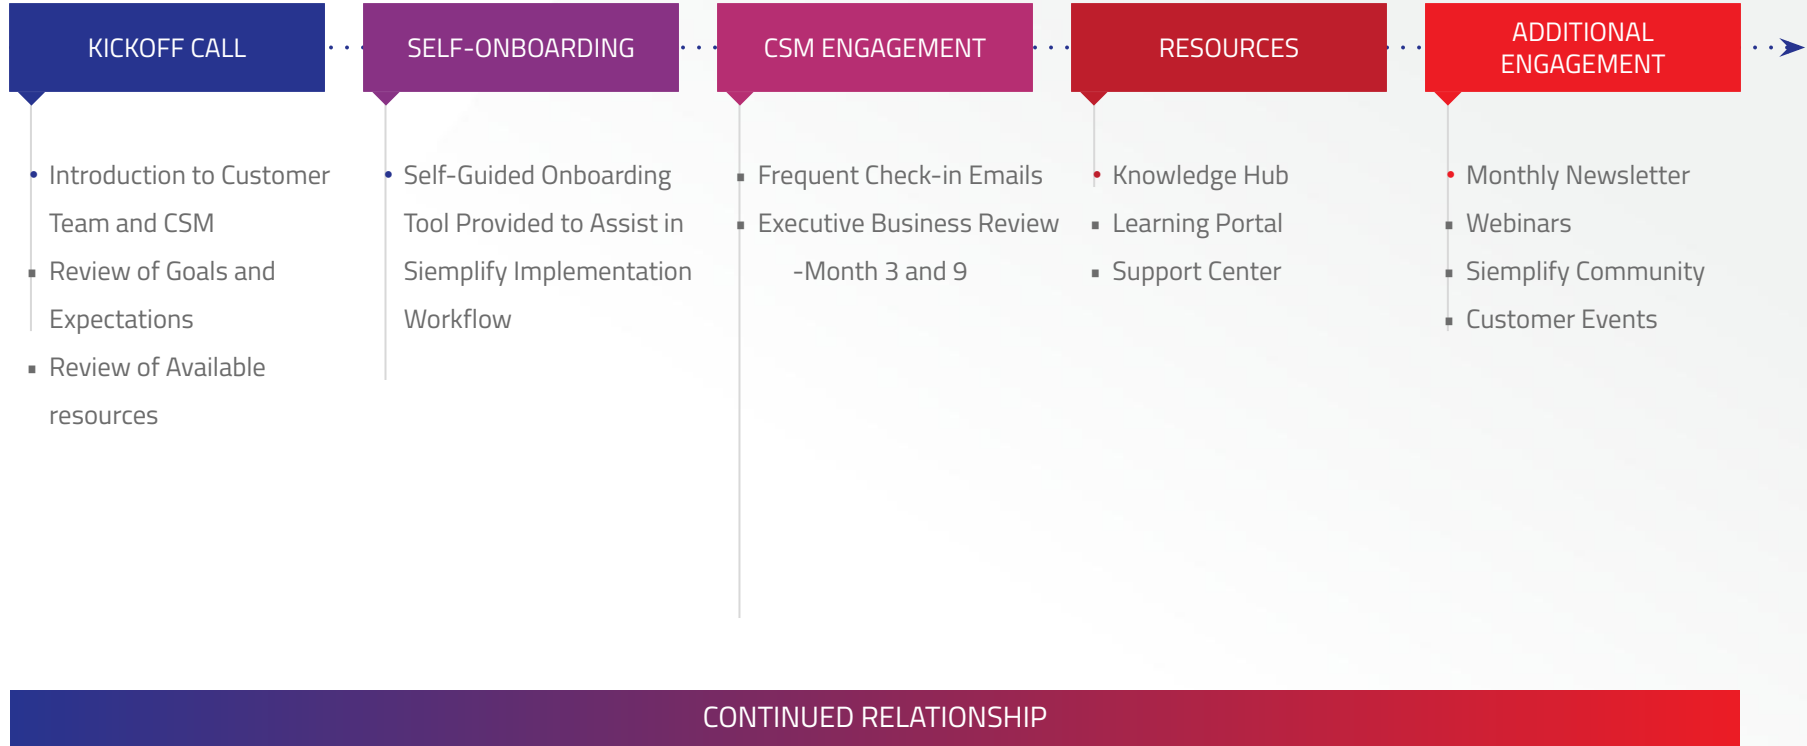 KICKOFF CALL
SELF-ONBOARDING
CSM ENGAGEMENT
RESOURCES
ADDITIONAL
ENGAGEMENT
Introduction to Customer
Team and CSM
Review of Goals and
Expectations
Review of Available
resources
Self-Guided Onboarding
Tool Provided to Assist in
Siemplify Implementation
Workflow
Frequent Check-in Emails
Executive Business Review
-Month 3 and 9
Knowledge Hub
Learning Portal
Support Center
Monthly Newsletter
Webinars
Siemplify Community
Customer Events
CONTINUED RELATIONSHIP